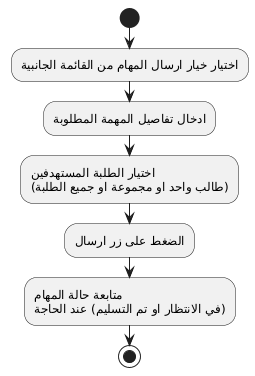 اختيار خيار ارسال المهام من القائمة الجانبية
ادخال تفاصيل المهمة المطلوبة
اختيار الطلبة المستهدفين
(طالب واحد او مجموعة او جميع الطلبة)
الضغط على زر ارسال
متابعة حالة المهام
(في الانتظار او تم التسليم) عند الحاجة